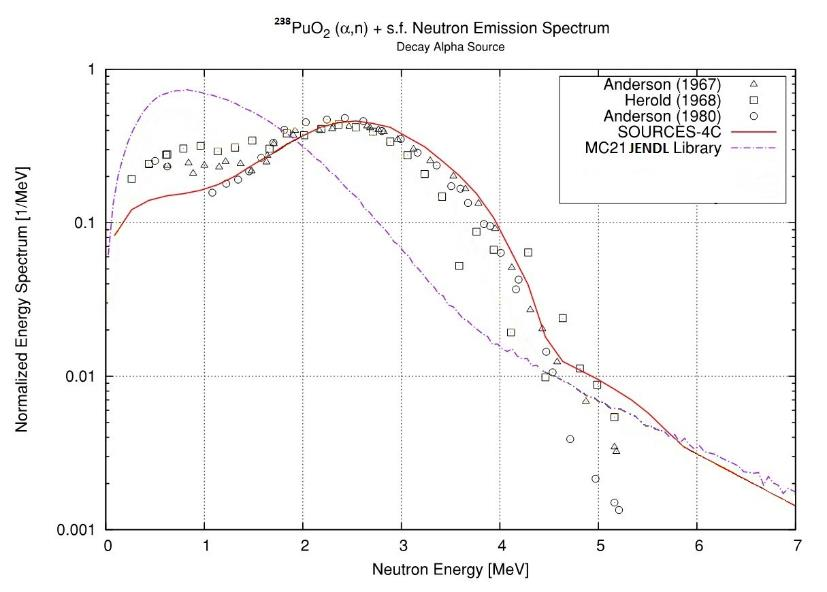 ²³⁸PuO₂ (α,n) + s.f. Neutron Emission Spectrum
Decay Alpha Source
Anderson (1967)
Herold (1968)
Anderson (1980)
SOURCES-4C
MC21 JENDL Library
Normalized Energy Spectrum [1/MeV]
1
0.1
0.01
0.001
0 1 2 3 4 5 6 7
Neutron Energy [MeV]